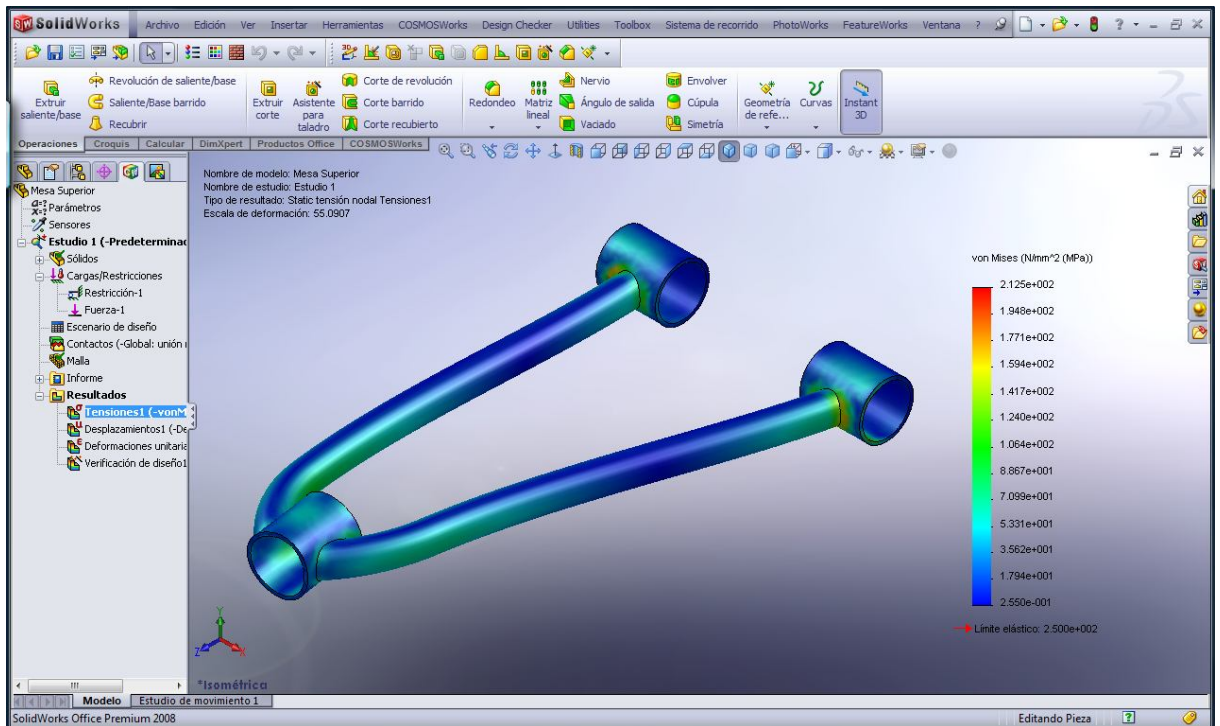 SolidWorks
Archivo Edición Ver Insertar Herramientas COSMOSWorks Design Checker Utilities Toolbox Sistema de recorrido PhotoWorks FeatureWorks Ventana ?
Extruir saliente/base
Revolución de saliente/base
Saliente/Base barrido
Recubrir
Extruir corte
Asistente para taladro
Corte de revolución
Corte barrido
Corte recubierto
Redondeo
Matriz lineal
Nervio
Ángulo de salida
Vaciado
Envolver
Cúpula
Simetría
Geometría de refe...
Curvas
Instant 3D
Operaciones Croquis Calcular DimXpert Productos Office COSMOSWorks
Mesa Superior
Parámetros
Sensores
Estudio 1 (-Predeterminad
Sólidos
Cargas/Restricciones
Restricción-1
Fuerza-1
Escenario de diseño
Contactos (-Global: unión
Malla
Informe
Resultados
Tensiones1 (-vonM
Desplazamientos1 (-De
Deformaciones unitaria
Verificación de diseño1
Nombre de modelo: Mesa Superior
Nombre de estudio: Estudio 1
Tipo de resultado: Static tensión nodal Tensiones1
Escala de deformación: 55.0907
von Mises (N/mm^2 (MPa))
2.125e+002
1.948e+002
1.771e+002
1.594e+002
1.417e+002
1.240e+002
1.064e+002
8.867e+001
7.099e+001
5.331e+001
3.562e+001
1.794e+001
2.550e-001
Límite elástico: 2.500e+002
Y
Z
X
*Isométrica
Modelo Estudio de movimiento 1
SolidWorks Office Premium 2008
Editando Pieza